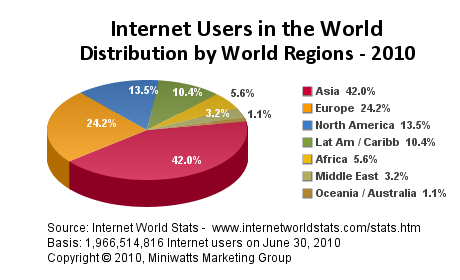 Internet Users in the World
Distribution by World Regions - 2010
13.5%
10.4%
5.6%
3.2%
1.1%
24.2%
42.0%
Asia 42.0%
Europe 24.2%
North America 13.5%
Lat Am / Caribb 10.4%
Africa 5.6%
Middle East 3.2%
Oceania / Australia 1.1%
Source: Internet World Stats - www.internetworldstats.com/stats.htm
Basis: 1,966,514,816 Internet users on June 30, 2010
Copyright © 2010, Miniwatts Marketing Group